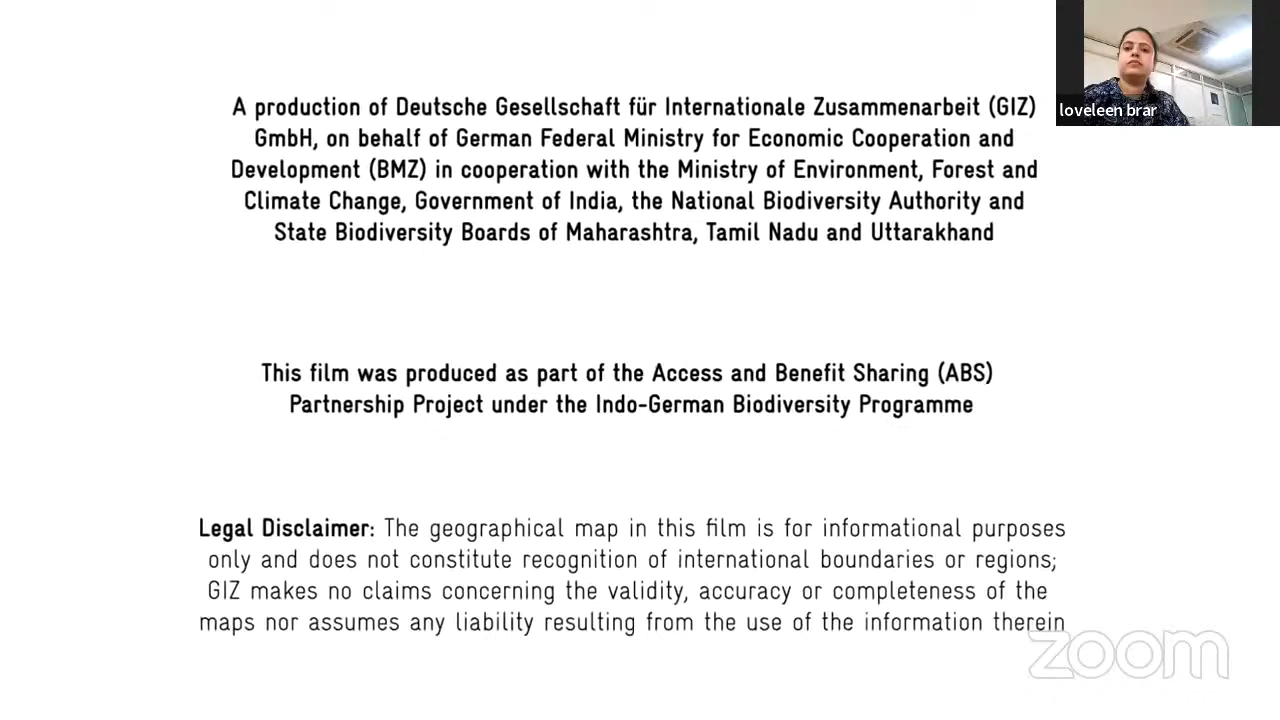 A production of Deutsche Gesellschaft für Internationale Zusammenarbeit (GIZ)
GmbH, on behalf of German Federal Ministry for Economic Cooperation and
Development (BMZ) in cooperation with the Ministry of Environment, Forest and
Climate Change, Government of India, the National Biodiversity Authority and
State Biodiversity Boards of Maharashtra, Tamil Nadu and Uttarakhand
This film was produced as part of the Access and Benefit Sharing (ABS)
Partnership Project under the Indo-German Biodiversity Programme
Legal Disclaimer: The geographical map in this film is for informational purposes
only and does not constitute recognition of international boundaries or regions;
GIZ makes no claims concerning the validity, accuracy or completeness of the
maps nor assumes any liability resulting from the use of the information therein
loveleen brar
zoom